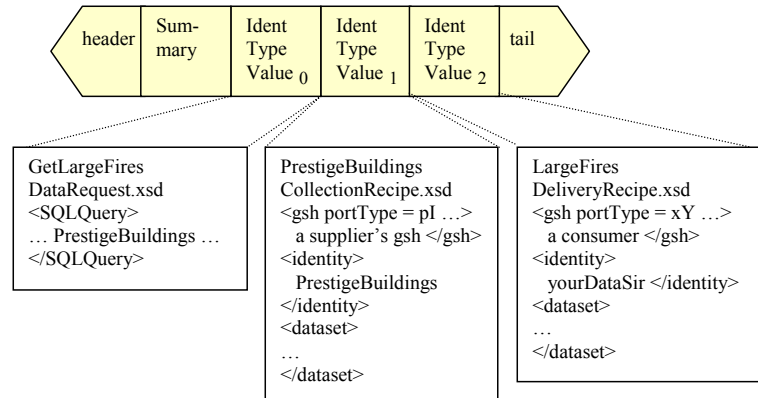 header
Sum-
mary
Ident
Type
Value 0
Ident
Type
Value 1
Ident
Type
Value 2
tail
GetLargeFires
DataRequest.xsd
<SQLQuery>
… PrestigeBuildings …
</SQLQuery>
PrestigeBuildings
CollectionRecipe.xsd
<gsh portType = pI …>
a supplier’s gsh </gsh>
<identity>
PrestigeBuildings
</identity>
<dataset>
…
</dataset>
LargeFires
DeliveryRecipe.xsd
<gsh portType = xY …>
a consumer </gsh>
<identity>
yourDataSir </identity>
<dataset>
…
</dataset>